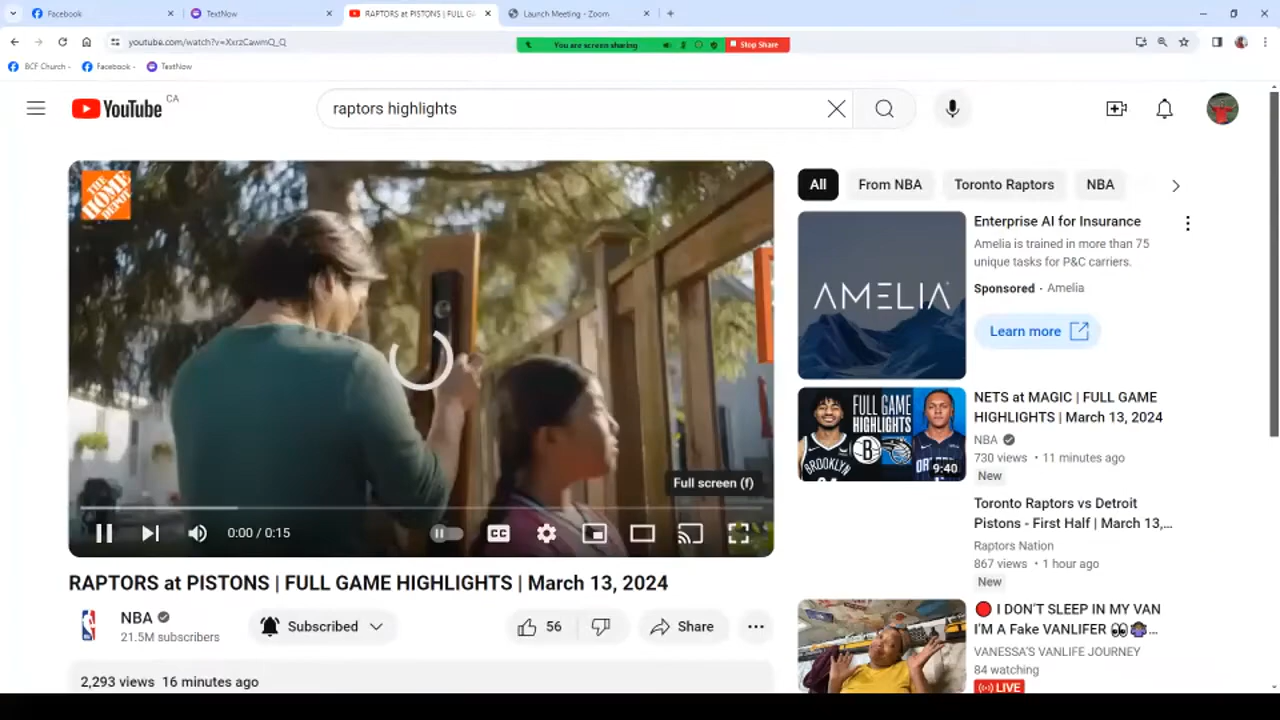 Facebook
TextNow
RAPTORS at PISTONS | FULL GA
Launch Meeting - Zoom
youtube.com/watch?v=XxrzCawmQ_Q
You are screen sharing
Stop Share
BCF Church -
Facebook -
TextNow
YouTube
CA
raptors highlights
THE HOME DEPOT
Full screen (f)
0:00 / 0:15
CC
RAPTORS at PISTONS | FULL GAME HIGHLIGHTS | March 13, 2024
NBA
21.5M subscribers
Subscribed
56
Share
2,293 views 16 minutes ago
All
From NBA
Toronto Raptors
NBA
AMELIA
Enterprise AI for Insurance
Amelia is trained in more than 75
unique tasks for P&C carriers.
Sponsored · Amelia
Learn more
FULL GAME
HIGHLIGHTS
BROOKLYN
9:40
NETS at MAGIC | FULL GAME
HIGHLIGHTS | March 13, 2024
NBA
730 views • 11 minutes ago
New
Toronto Raptors vs Detroit
Pistons - First Half | March 13,...
Raptors Nation
867 views • 1 hour ago
New
I DON'T SLEEP IN MY VAN
I'M A Fake VANLIFER ...
VANESSA'S VANLIFE JOURNEY
84 watching
LIVE